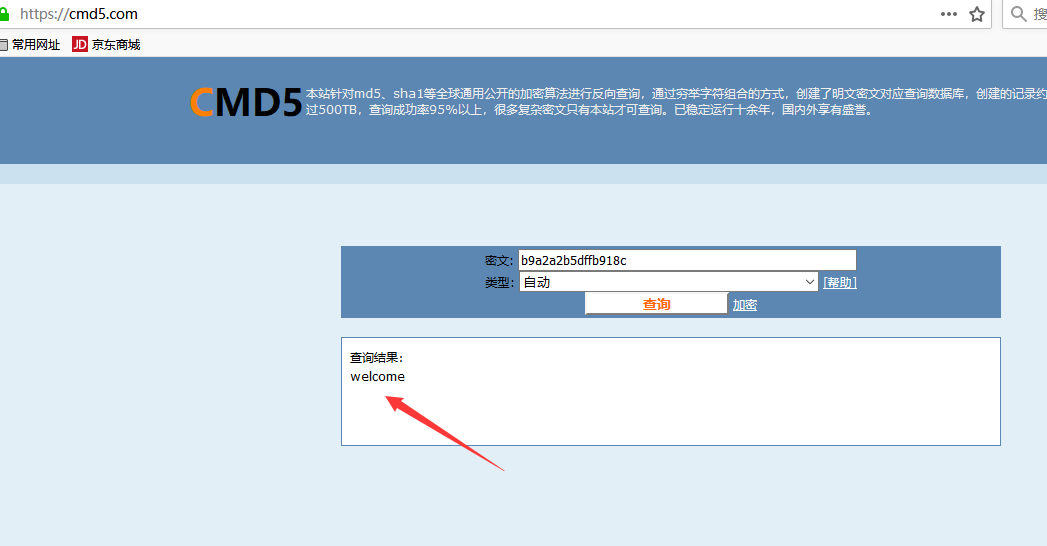 https://cmd5.com
搜
常用网址 JD 京东商城
CMD5
本站针对md5、sha1等全球通用公开的加密算法进行反向查询，通过穷举字符组合的方式，创建了明文密文对应查询数据库，创建的记录约
过500TB，查询成功率95%以上，很多复杂密文只有本站才可查询。已稳定运行十余年，国内外享有盛誉。
密文: b9a2a2b5dffb918c
类型: 自动 [帮助]
查询 加密
查询结果:
welcome